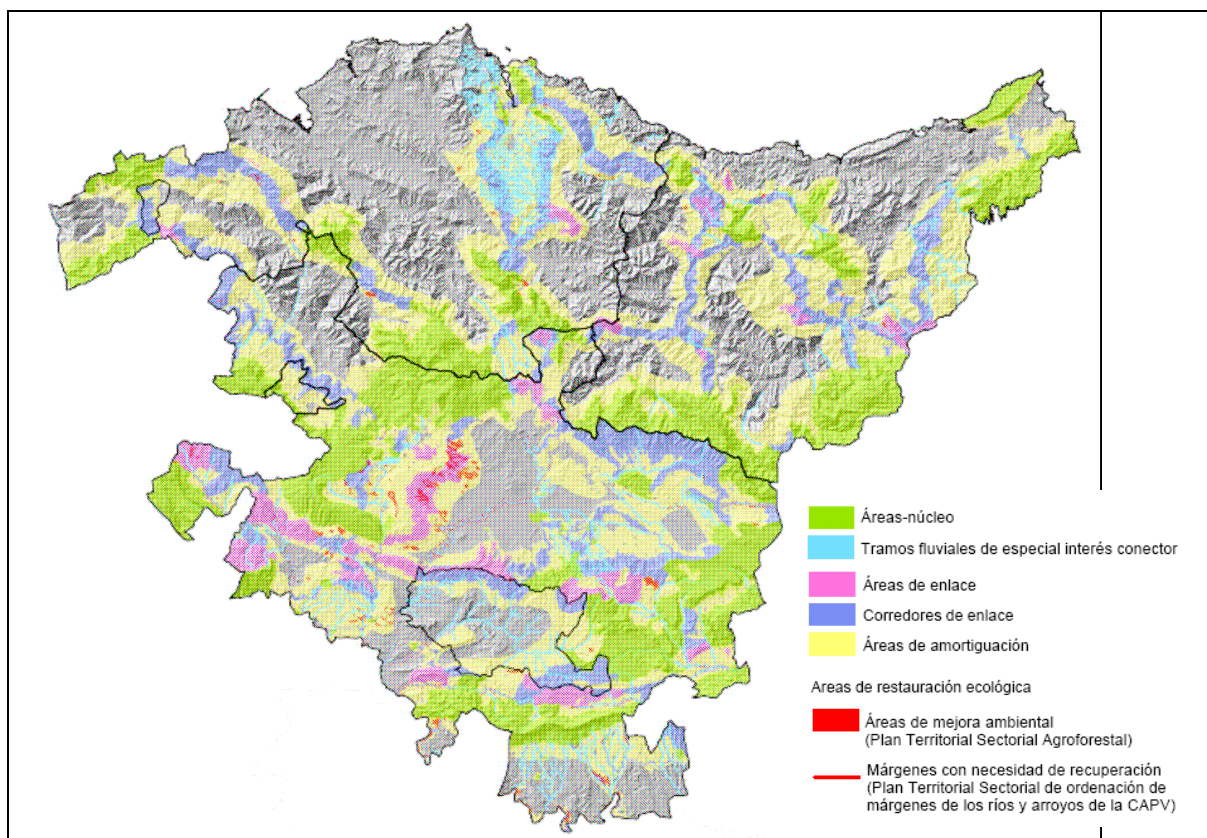 Áreas-núcleo
Tramos fluviales de especial interés conector
Áreas de enlace
Corredores de enlace
Áreas de amortiguación
Areas de restauración ecológica
Áreas de mejora ambiental
(Plan Territorial Sectorial Agroforestal)
Márgenes con necesidad de recuperación
(Plan Territorial Sectorial de ordenación de
márgenes de los ríos y arroyos de la CAPV)